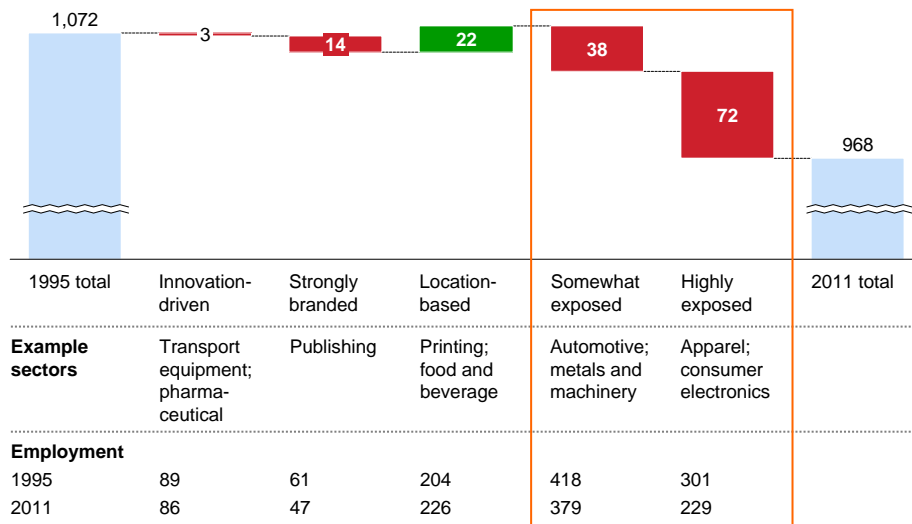 1,072
3
14
22
38
72
968
1995 total
Innovation-
driven
Strongly
branded
Location-
based
Somewhat
exposed
Highly
exposed
2011 total
Example
sectors
Transport
equipment;
pharma-
ceutical
Publishing
Printing;
food and
beverage
Automotive;
metals and
machinery
Apparel;
consumer
electronics
Employment
1995 89 61 204 418 301
2011 86 47 226 379 229